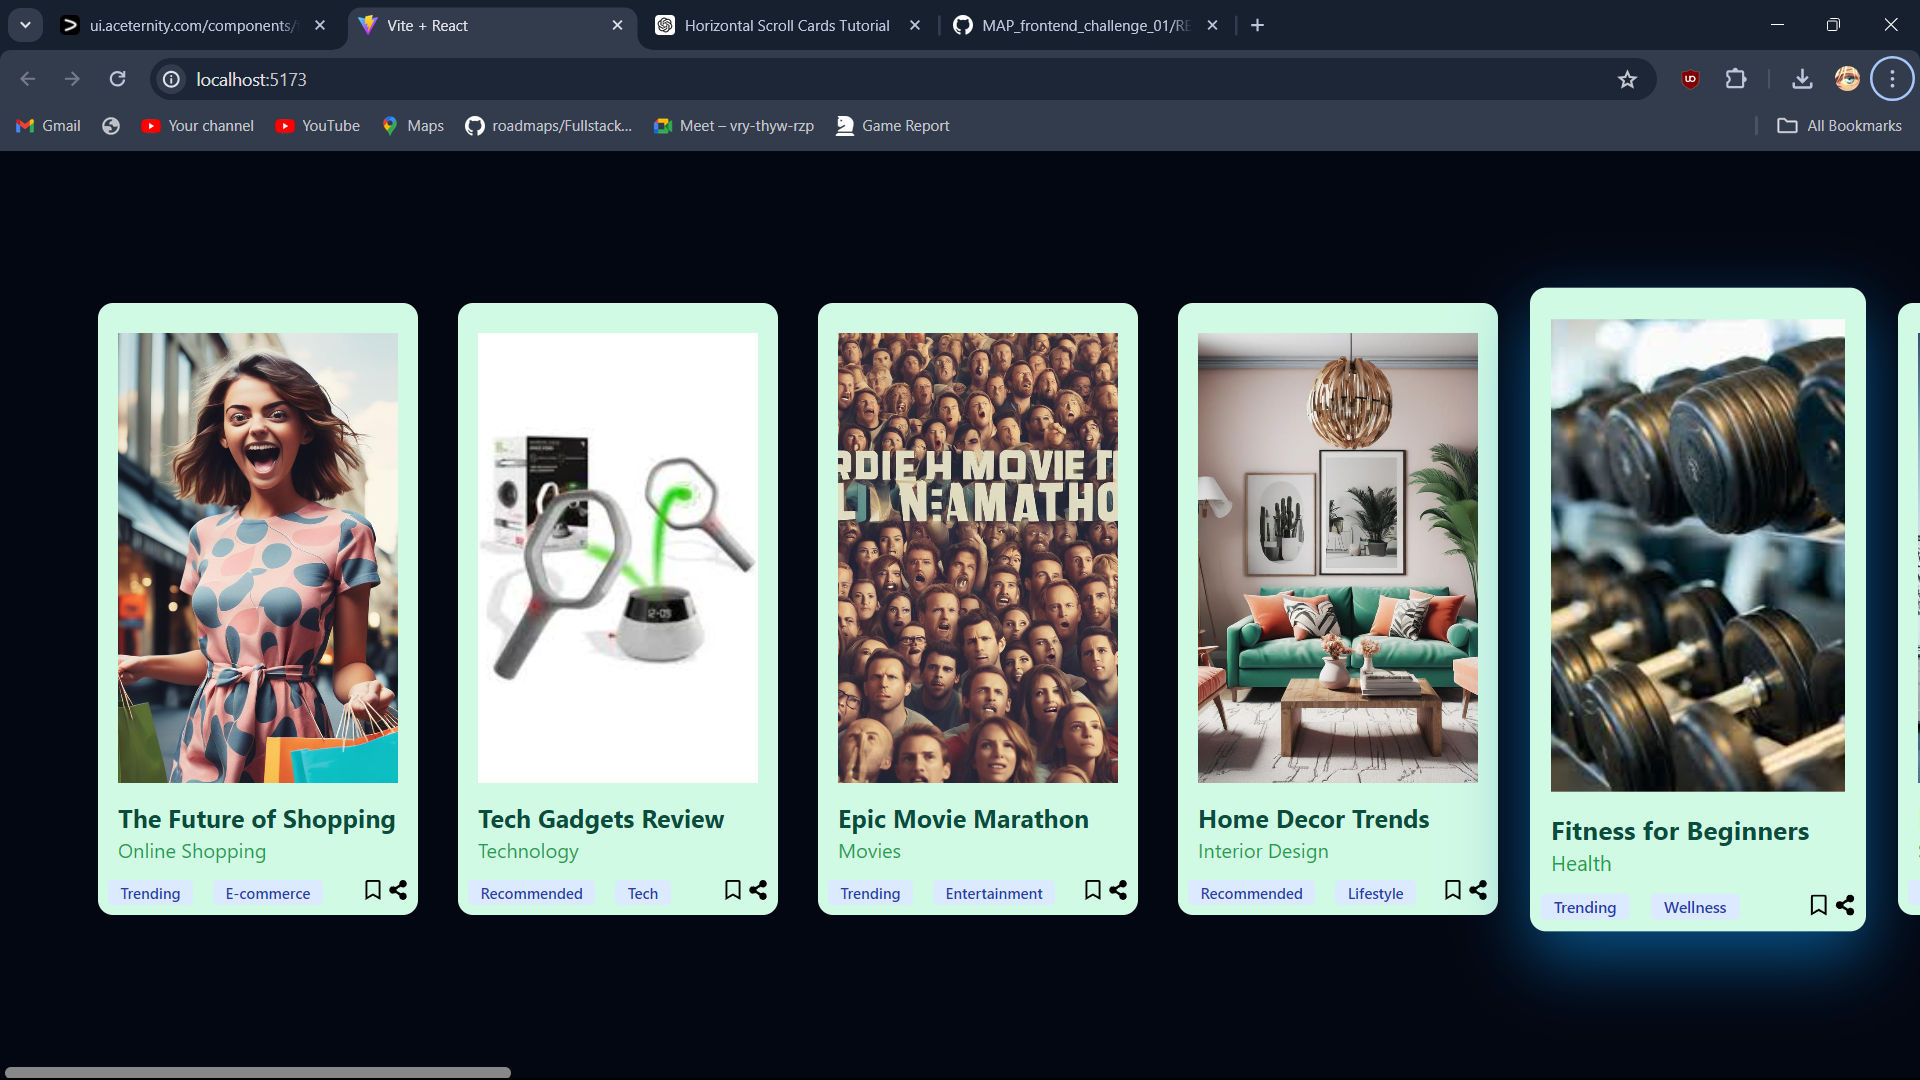 ui.aceternity.com/components/
Vite + React
Horizontal Scroll Cards Tutorial
MAP_frontend_challenge_01/RE
localhost:5173
Gmail
Your channel
YouTube
Maps
roadmaps/Fullstack...
Meet – vry-thyw-rzp
Game Report
All Bookmarks
RDIE H MOVIE
NEAMATHO
12-09
The Future of Shopping
Online Shopping
Trending
E-commerce
Tech Gadgets Review
Technology
Recommended
Tech
Epic Movie Marathon
Movies
Trending
Entertainment
Home Decor Trends
Interior Design
Recommended
Lifestyle
Fitness for Beginners
Health
Trending
Wellness